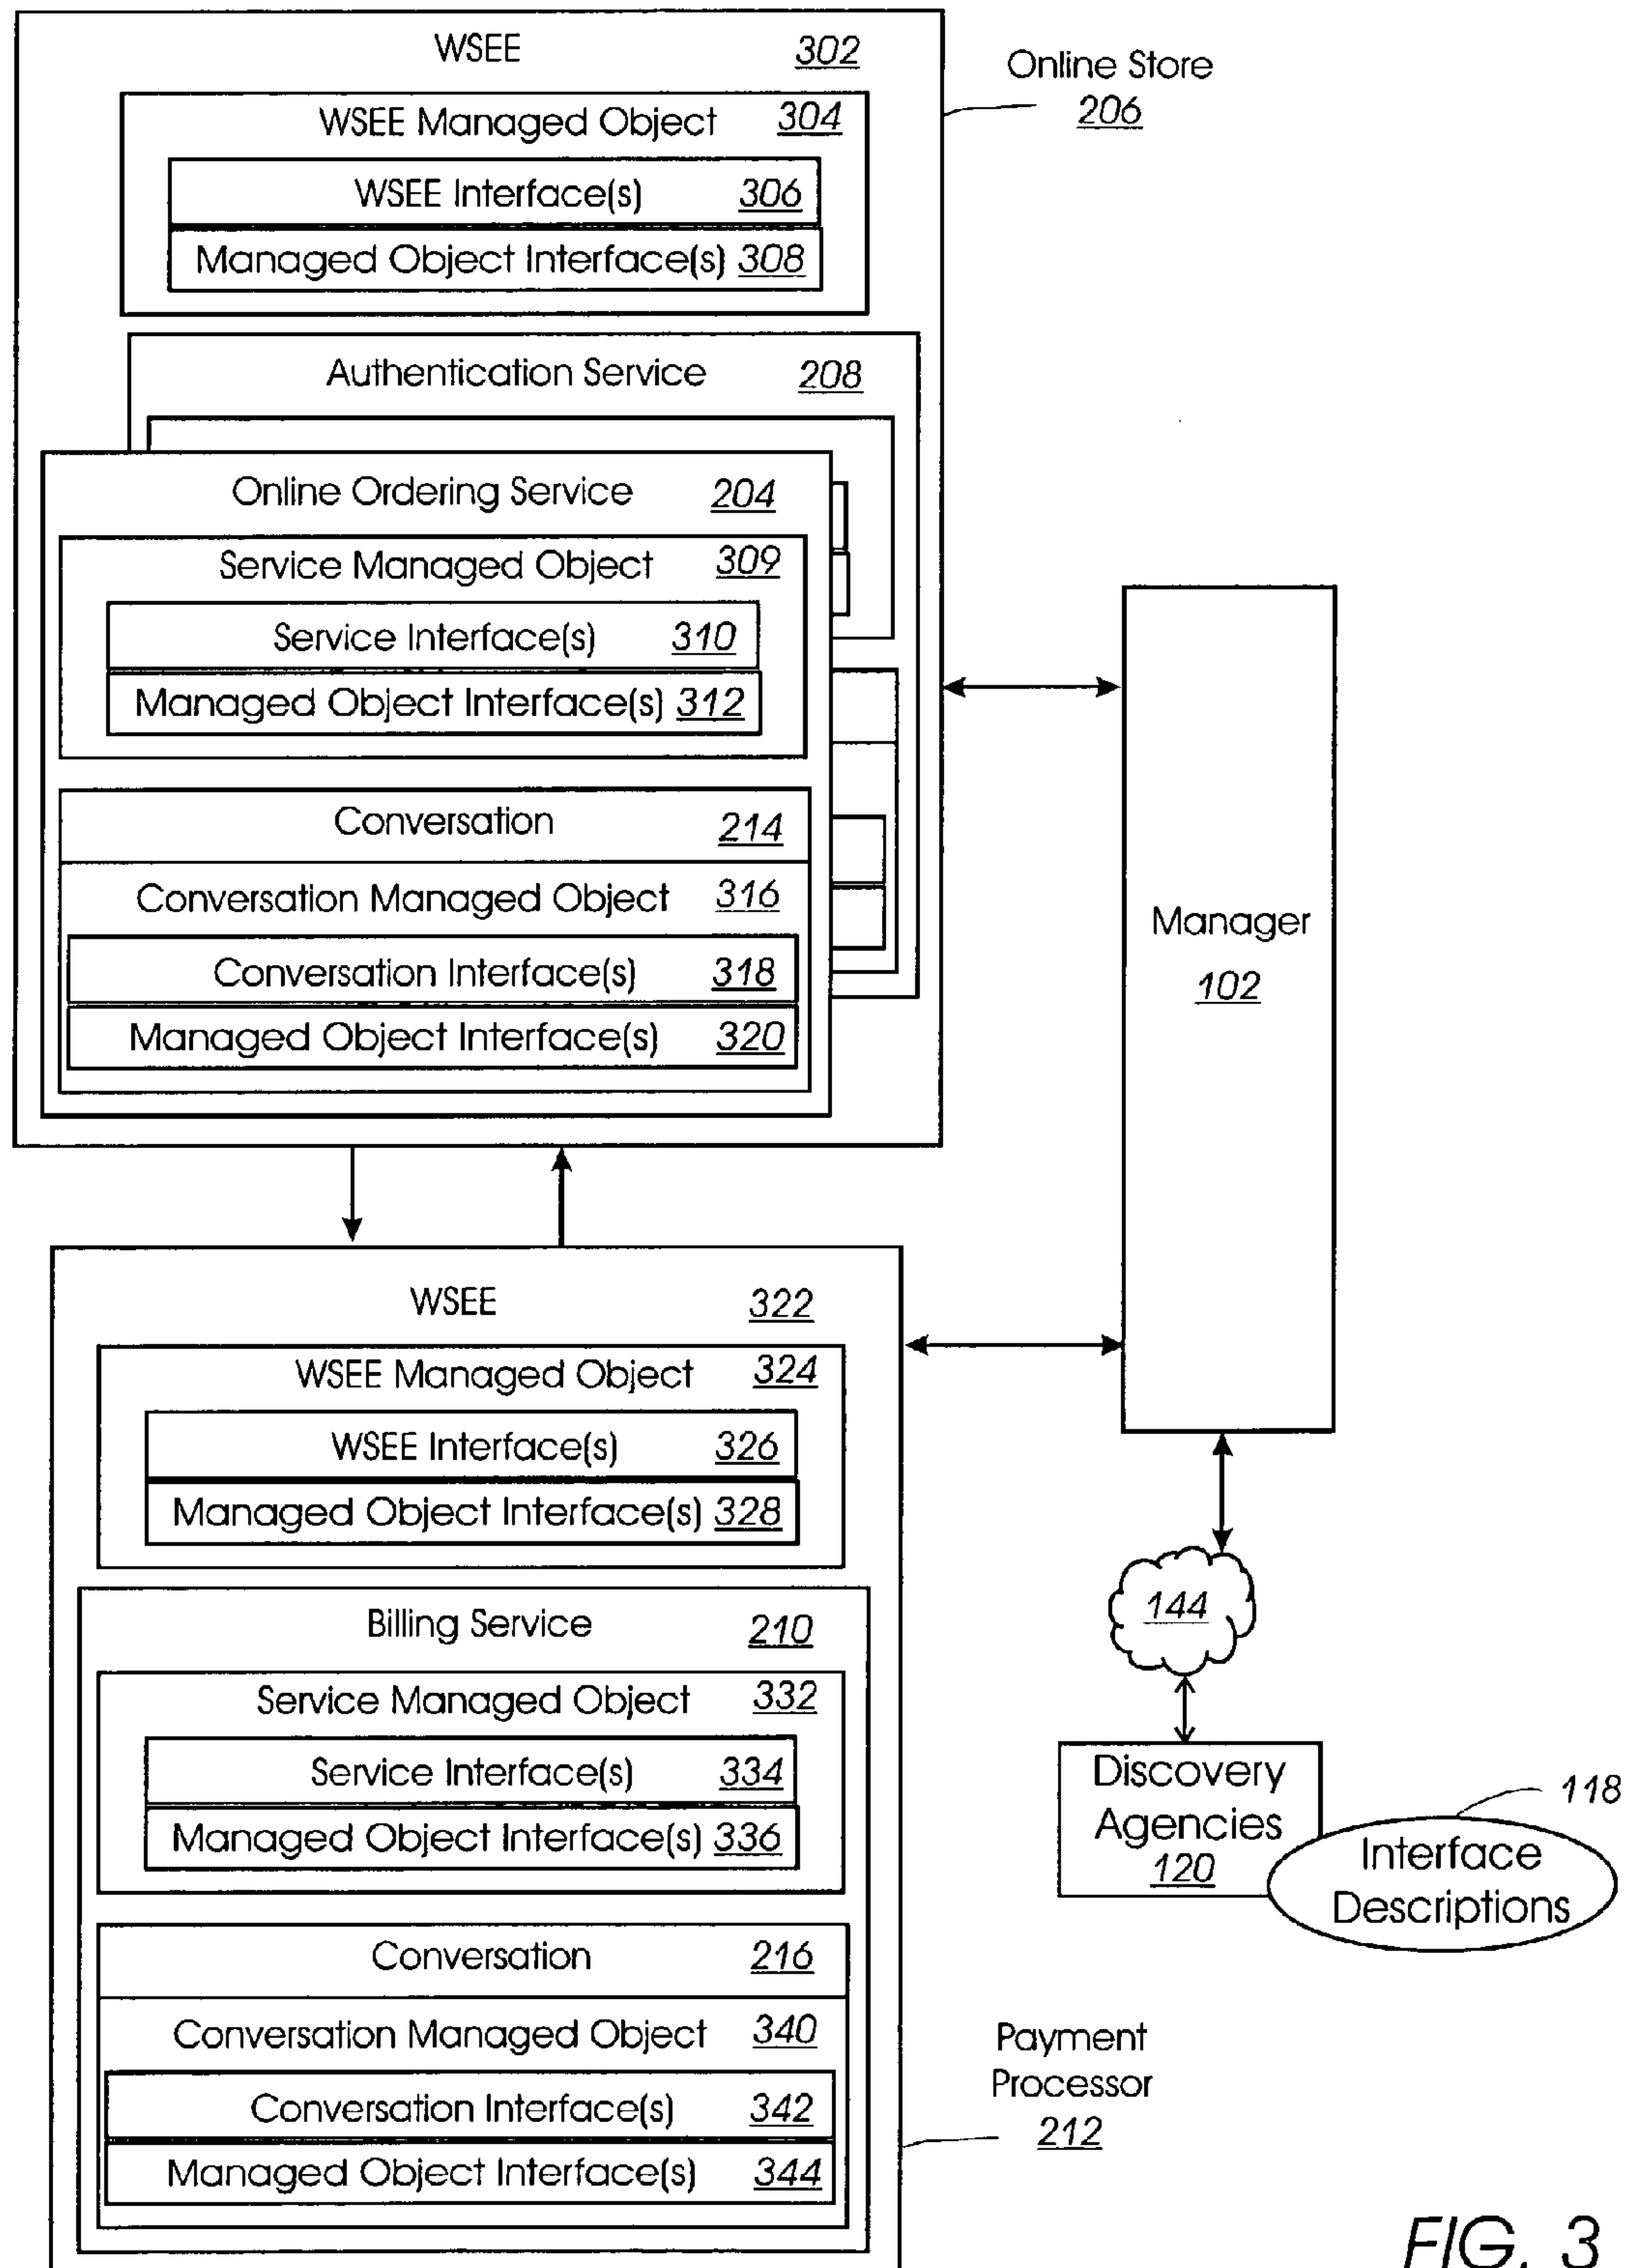 WSEE 302
WSEE Managed Object 304
WSEE Interface(s) 306
Managed Object Interface(s) 308
Authentication Service 208
Online Ordering Service 204
Service Managed Object 309
Service Interface(s) 310
Managed Object Interface(s) 312
Conversation 214
Conversation Managed Object 316
Conversation Interface(s) 318
Managed Object Interface(s) 320
Online Store
206
Manager
102
WSEE 322
WSEE Managed Object 324
WSEE Interface(s) 326
Managed Object Interface(s) 328
Billing Service 210
Service Managed Object 332
Service Interface(s) 334
Managed Object Interface(s) 336
Conversation 216
Conversation Managed Object 340
Conversation Interface(s) 342
Managed Object Interface(s) 344
144
Discovery
Agencies
120
118
Interface
Descriptions
Payment
Processor
212
FIG. 3